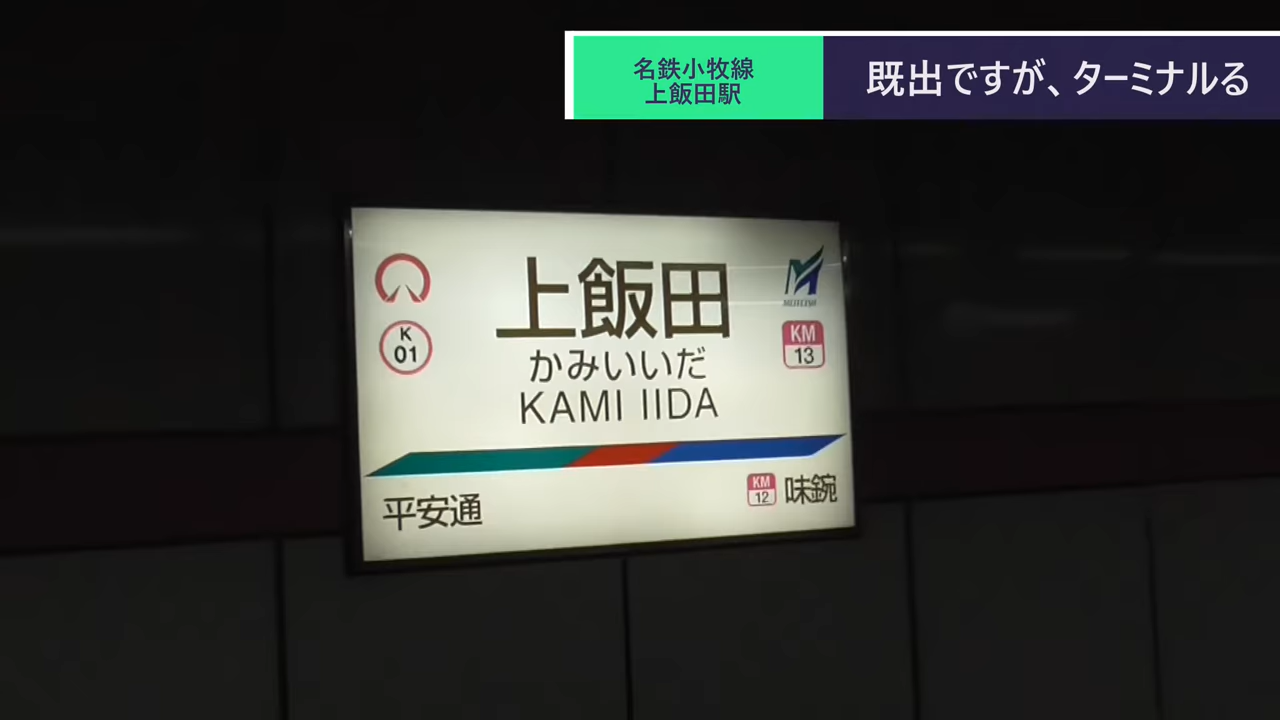 名鉄小牧線
上飯田駅
既出ですが、ターミナルる
上飯田
かみいいだ
KAMI IIDA
K
01
MEITETSU
KM
13
平安通
KM
12
味鋺